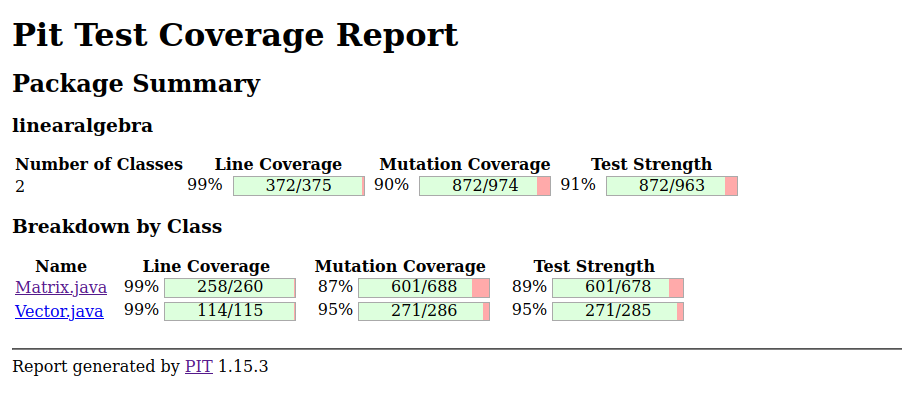 Pit Test Coverage Report
Package Summary
linearalgebra
Number of Classes Line Coverage Mutation Coverage Test Strength
2 99% 372/375 90% 872/974 91% 872/963
Breakdown by Class
Name Line Coverage Mutation Coverage Test Strength
Matrix.java 99% 258/260 87% 601/688 89% 601/678
Vector.java 99% 114/115 95% 271/286 95% 271/285
Report generated by PIT 1.15.3